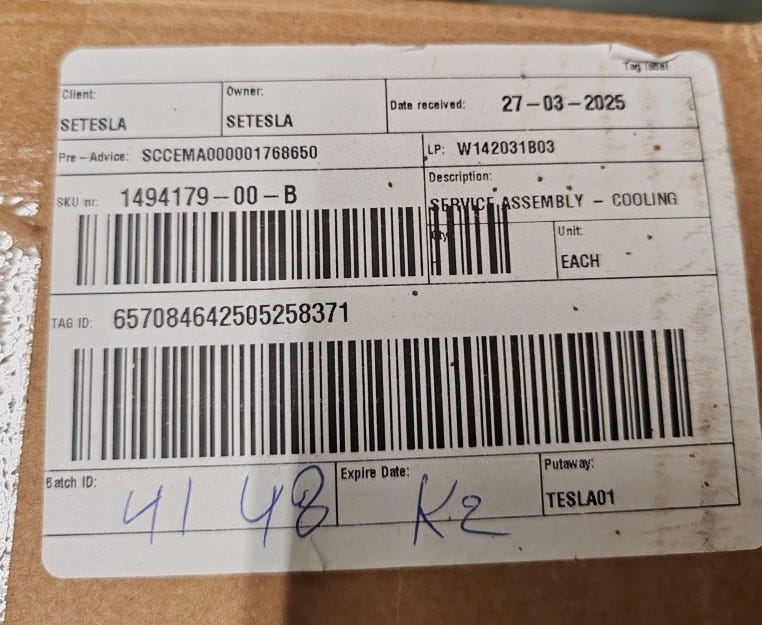 Tag label
Client:
SETESLA
Owner:
SETESLA
Date received: 27-03-2025
Pre-Advice: SCCEMA000001768650
LP: W142031B03
SKU nr: 1494179-00-B
Description:
SERVICE ASSEMBLY - COOLING
Qty
Unit:
EACH
TAG ID: 657084642505258371
Batch ID:
41 48
Expire Date:
K2
Putaway:
TESLA01